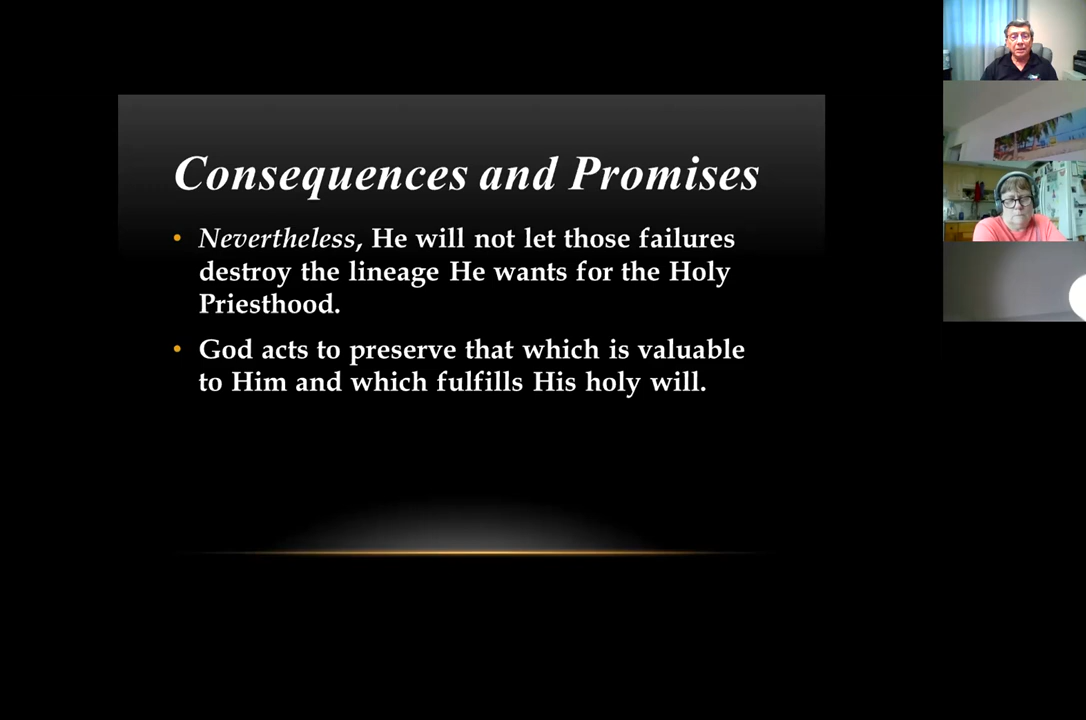 Consequences and Promises
• Nevertheless, He will not let those failures
destroy the lineage He wants for the Holy
Priesthood.
• God acts to preserve that which is valuable
to Him and which fulfills His holy will.